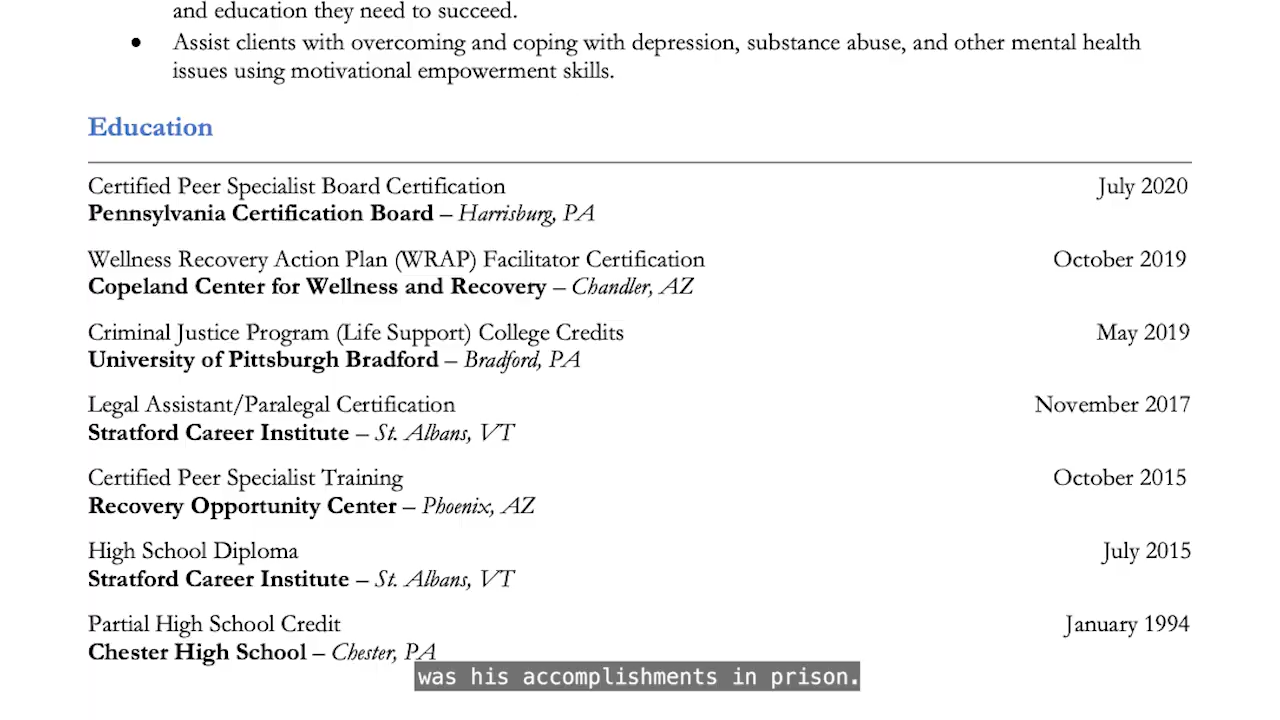 and education they need to succeed.
• Assist clients with overcoming and coping with depression, substance abuse, and other mental health
issues using motivational empowerment skills.
Education
Certified Peer Specialist Board Certification July 2020
Pennsylvania Certification Board – Harrisburg, PA
Wellness Recovery Action Plan (WRAP) Facilitator Certification October 2019
Copeland Center for Wellness and Recovery – Chandler, AZ
Criminal Justice Program (Life Support) College Credits May 2019
University of Pittsburgh Bradford – Bradford, PA
Legal Assistant/Paralegal Certification November 2017
Stratford Career Institute – St. Albans, VT
Certified Peer Specialist Training October 2015
Recovery Opportunity Center – Phoenix, AZ
High School Diploma July 2015
Stratford Career Institute – St. Albans, VT
Partial High School Credit January 1994
Chester High School – Chester, PA
was his accomplishments in prison.